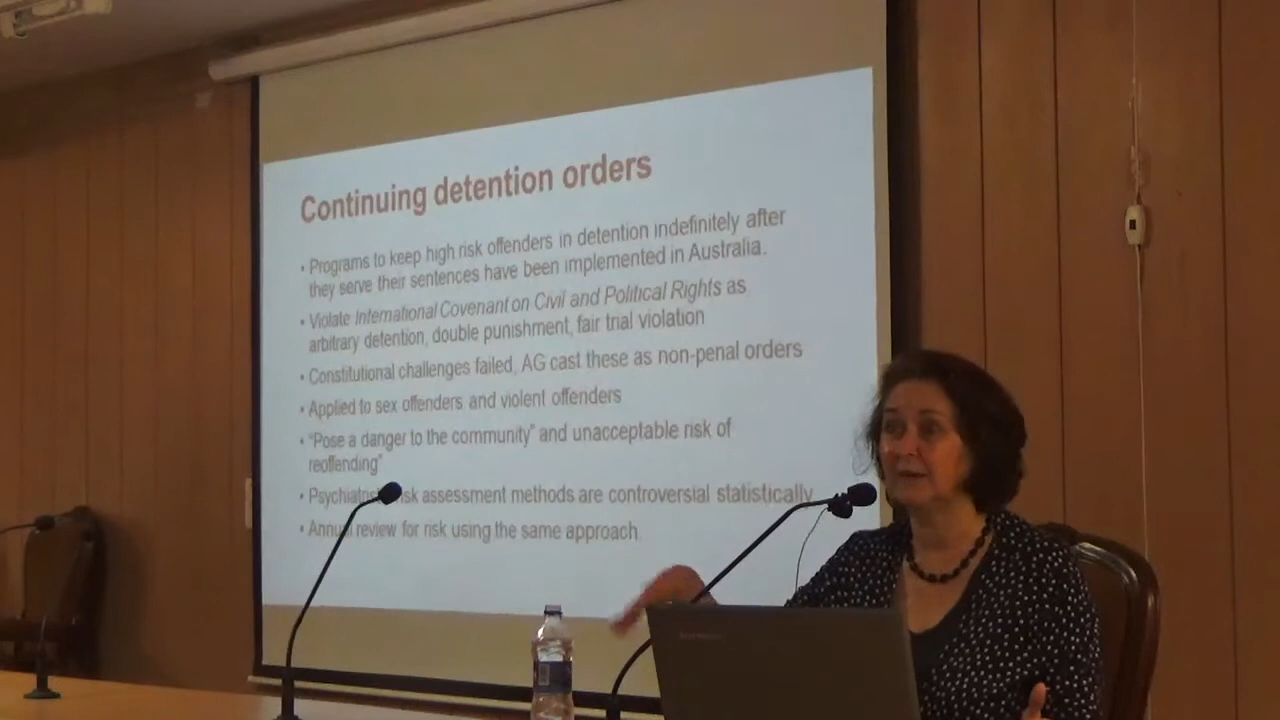 Continuing detention orders
• Programs to keep high risk offenders in detention indefinitely after
they serve their sentences have been implemented in Australia.
• Violate International Covenant on Civil and Political Rights as
arbitrary detention, double punishment, fair trial violation
• Constitutional challenges failed, AG cast these as non-penal orders
• Applied to sex offenders and violent offenders
• "Pose a danger to the community" and unacceptable risk of
reoffending"
• risk assessment methods are controversial statistically
• Annual review for risk using the same approach